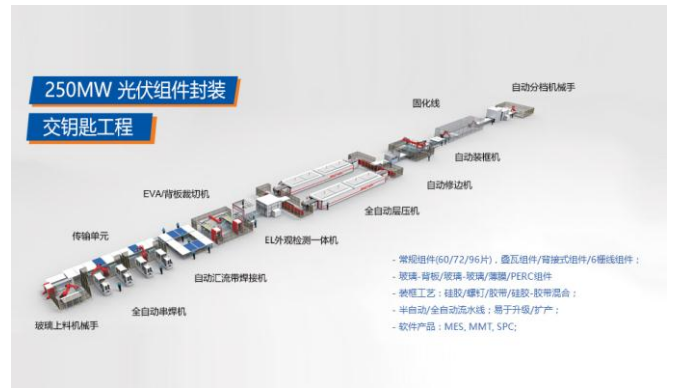 250MW 光伏组件封装
交钥匙工程
自动分档机械手
固化线
自动装框机
自动修边机
EVA/背板裁切机
全自动层压机
传输单元
EL外观检测一体机
自动汇流带焊接机
全自动串焊机
玻璃上料机械手
- 常规组件(60/72/96片)，叠瓦组件/背接式组件/6栅线组件；
- 玻璃-背板/玻璃-玻璃/薄膜/PERC组件
- 装框工艺：硅胶/螺钉/胶带/硅胶-胶带混合；
- 半自动/全自动流水线；易于升级/扩产；
- 软件产品：MES, MMT, SPC;